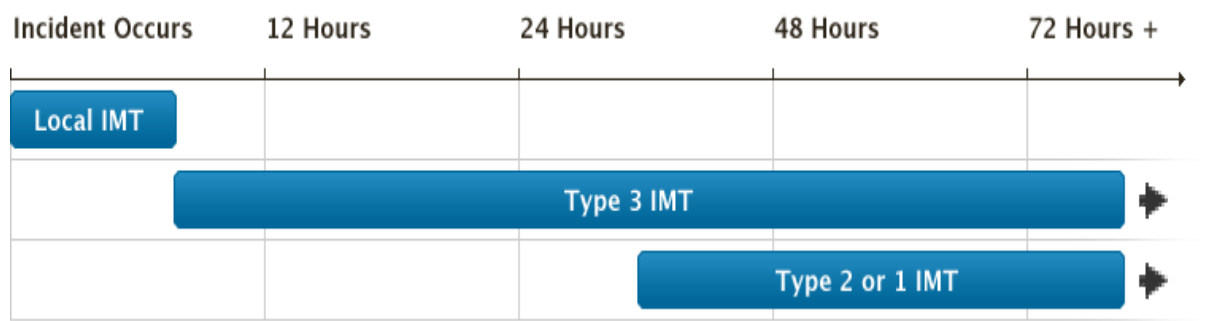 Incident Occurs 12 Hours 24 Hours 48 Hours 72 Hours +
Local IMT
Type 3 IMT
Type 2 or 1 IMT